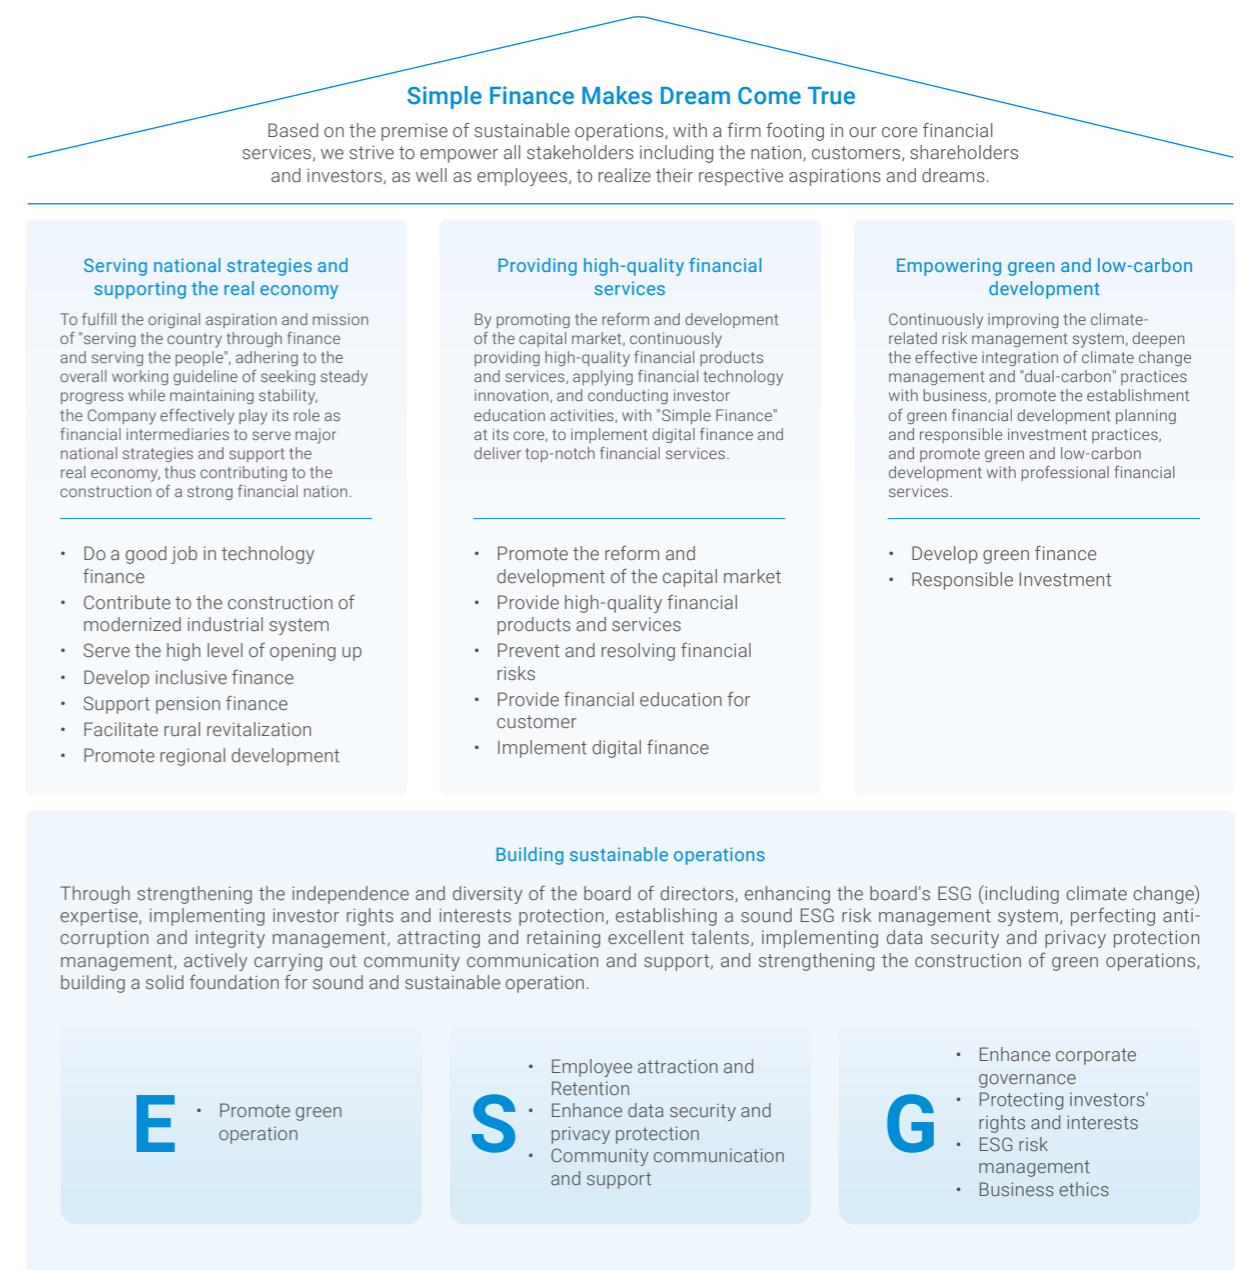 Simple Finance Makes Dream Come True
Based on the premise of sustainable operations, with a firm footing in our core financial
services, we strive to empower all stakeholders including the nation, customers, shareholders
and investors, as well as employees, to realize their respective aspirations and dreams.
Serving national strategies and
supporting the real economy
To fulfill the original aspiration and mission
of "serving the country through finance
and serving the people", adhering to the
overall working guideline of seeking steady
progress while maintaining stability,
the Company effectively play its role as
financial intermediaries to serve major
national strategies and support the
real economy, thus contributing to the
construction of a strong financial nation.
• Do a good job in technology
finance
• Contribute to the construction of
modernized industrial system
• Serve the high level of opening up
• Develop inclusive finance
• Support pension finance
• Facilitate rural revitalization
• Promote regional development
Providing high-quality financial
services
By promoting the reform and development
of the capital market, continuously
providing high-quality financial products
and services, applying financial technology
innovation, and conducting investor
education activities, with "Simple Finance"
at its core, to implement digital finance and
deliver top-notch financial services.
• Promote the reform and
development of the capital market
• Provide high-quality financial
products and services
• Prevent and resolving financial
risks
• Provide financial education for
customer
• Implement digital finance
Empowering green and low-carbon
development
Continuously improving the climate-
related risk management system, deepen
the effective integration of climate change
management and "dual-carbon" practices
with business, promote the establishment
of green financial development planning
and responsible investment practices,
and promote green and low-carbon
development with professional financial
services.
• Develop green finance
• Responsible Investment
Building sustainable operations
Through strengthening the independence and diversity of the board of directors, enhancing the board's ESG (including climate change)
expertise, implementing investor rights and interests protection, establishing a sound ESG risk management system, perfecting anti-
corruption and integrity management, attracting and retaining excellent talents, implementing data security and privacy protection
management, actively carrying out community communication and support, and strengthening the construction of green operations,
building a solid foundation for sound and sustainable operation.
E
• Promote green
operation
S
• Employee attraction and
Retention
• Enhance data security and
privacy protection
• Community communication
and support
G
• Enhance corporate
governance
• Protecting investors'
rights and interests
• ESG risk
management
• Business ethics